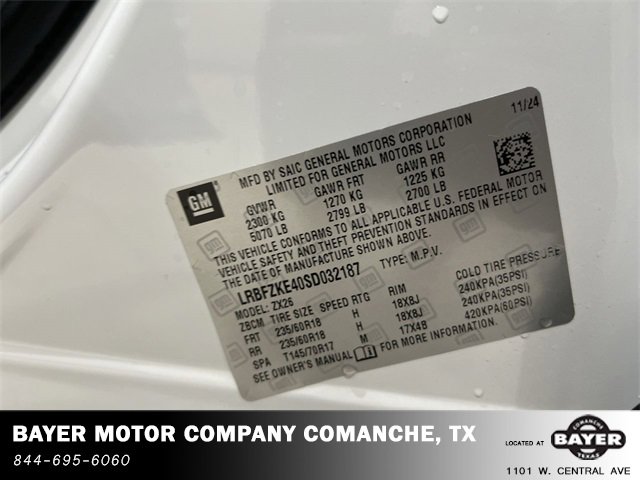 11/24
GM
MFD BY SAIC GENERAL MOTORS CORPORATION
LIMITED FOR GENERAL MOTORS LLC
GVWR GAWR FRT GAWR RR
2300 KG 1270 KG 1225 KG
5070 LB 2799 LB 2700 LB
THIS VEHICLE CONFORMS TO ALL APPLICABLE U.S. FEDERAL MOTOR
VEHICLE SAFETY AND THEFT PREVENTION STANDARDS IN EFFECT ON
THE DATE OF MANUFACTURE SHOWN ABOVE.
LRBFZKE40SD032187 TYPE: M.P.V.
MODEL: ZX26
ZBCM TIRE SIZE SPEED RTG RIM COLD TIRE PRESSURE
FRT 235/60R18 H 18X8J 240KPA(35PSI)
RR 235/60R18 H 18X8J 240KPA(35PSI)
SPA T145/70R17 M 17X4B 420KPA(60PSI)
SEE OWNER'S MANUAL FOR MORE INFORMATION.
BAYER MOTOR COMPANY COMANCHE, TX
844-695-6060
LOCATED AT
COMANCHE
BAYER
TEXAS
1101 W. CENTRAL AVE